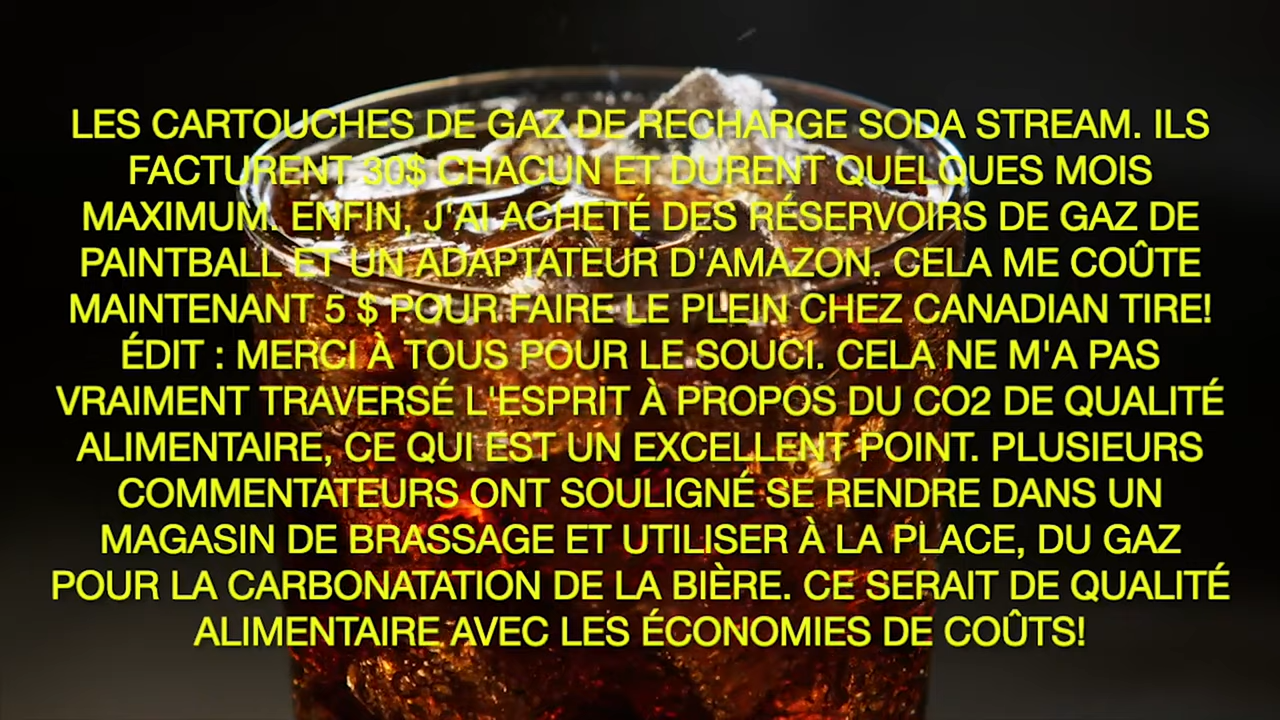 LES CARTOUCHES DE GAZ DE RECHARGE SODA STREAM. ILS
FACTURENT 30$ CHACUN ET DURENT QUELQUES MOIS
MAXIMUM. ENFIN, J'AI ACHETÉ DES RÉSERVOIRS DE GAZ DE
PAINTBALL ET UN ADAPTATEUR D'AMAZON. CELA ME COÛTE
MAINTENANT 5 $ POUR FAIRE LE PLEIN CHEZ CANADIAN TIRE!
ÉDIT : MERCI À TOUS POUR LE SOUCI. CELA NE M'A PAS
VRAIMENT TRAVERSÉ L'ESPRIT À PROPOS DU CO2 DE QUALITÉ
ALIMENTAIRE, CE QUI EST UN EXCELLENT POINT. PLUSIEURS
COMMENTATEURS ONT SOULIGNÉ SE RENDRE DANS UN
MAGASIN DE BRASSAGE ET UTILISER À LA PLACE, DU GAZ
POUR LA CARBONATATION DE LA BIÈRE. CE SERAIT DE QUALITÉ
ALIMENTAIRE AVEC LES ÉCONOMIES DE COÛTS!